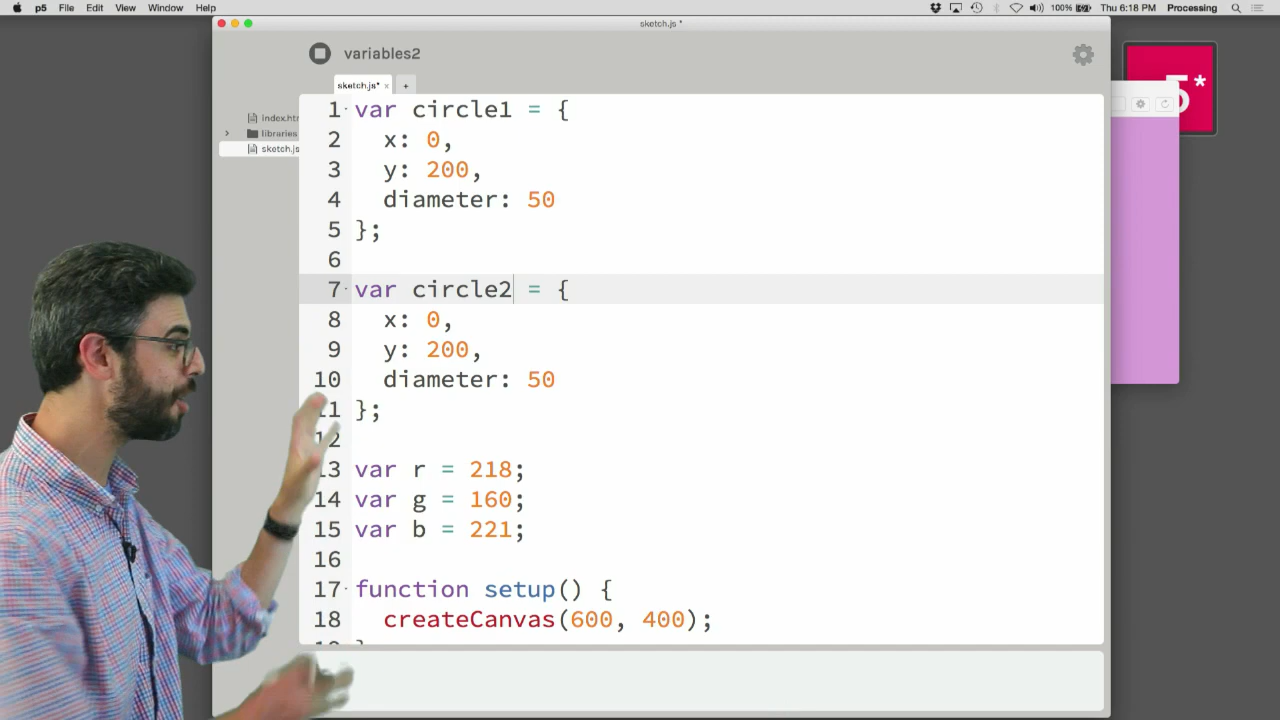 p5 File Edit View Window Help 100% Thu 6:18 PM Processing
sketch.js *
variables2
sketch.js* x +
5*
index.htm
libraries
sketch.js
1 var circle1 = {
2 x: 0,
3 y: 200,
4 diameter: 50
5 };
6
7 var circle2 = {
8 x: 0,
9 y: 200,
10 diameter: 50
11 };
12
13 var r = 218;
14 var g = 160;
15 var b = 221;
16
17 function setup() {
18 createCanvas(600, 400);